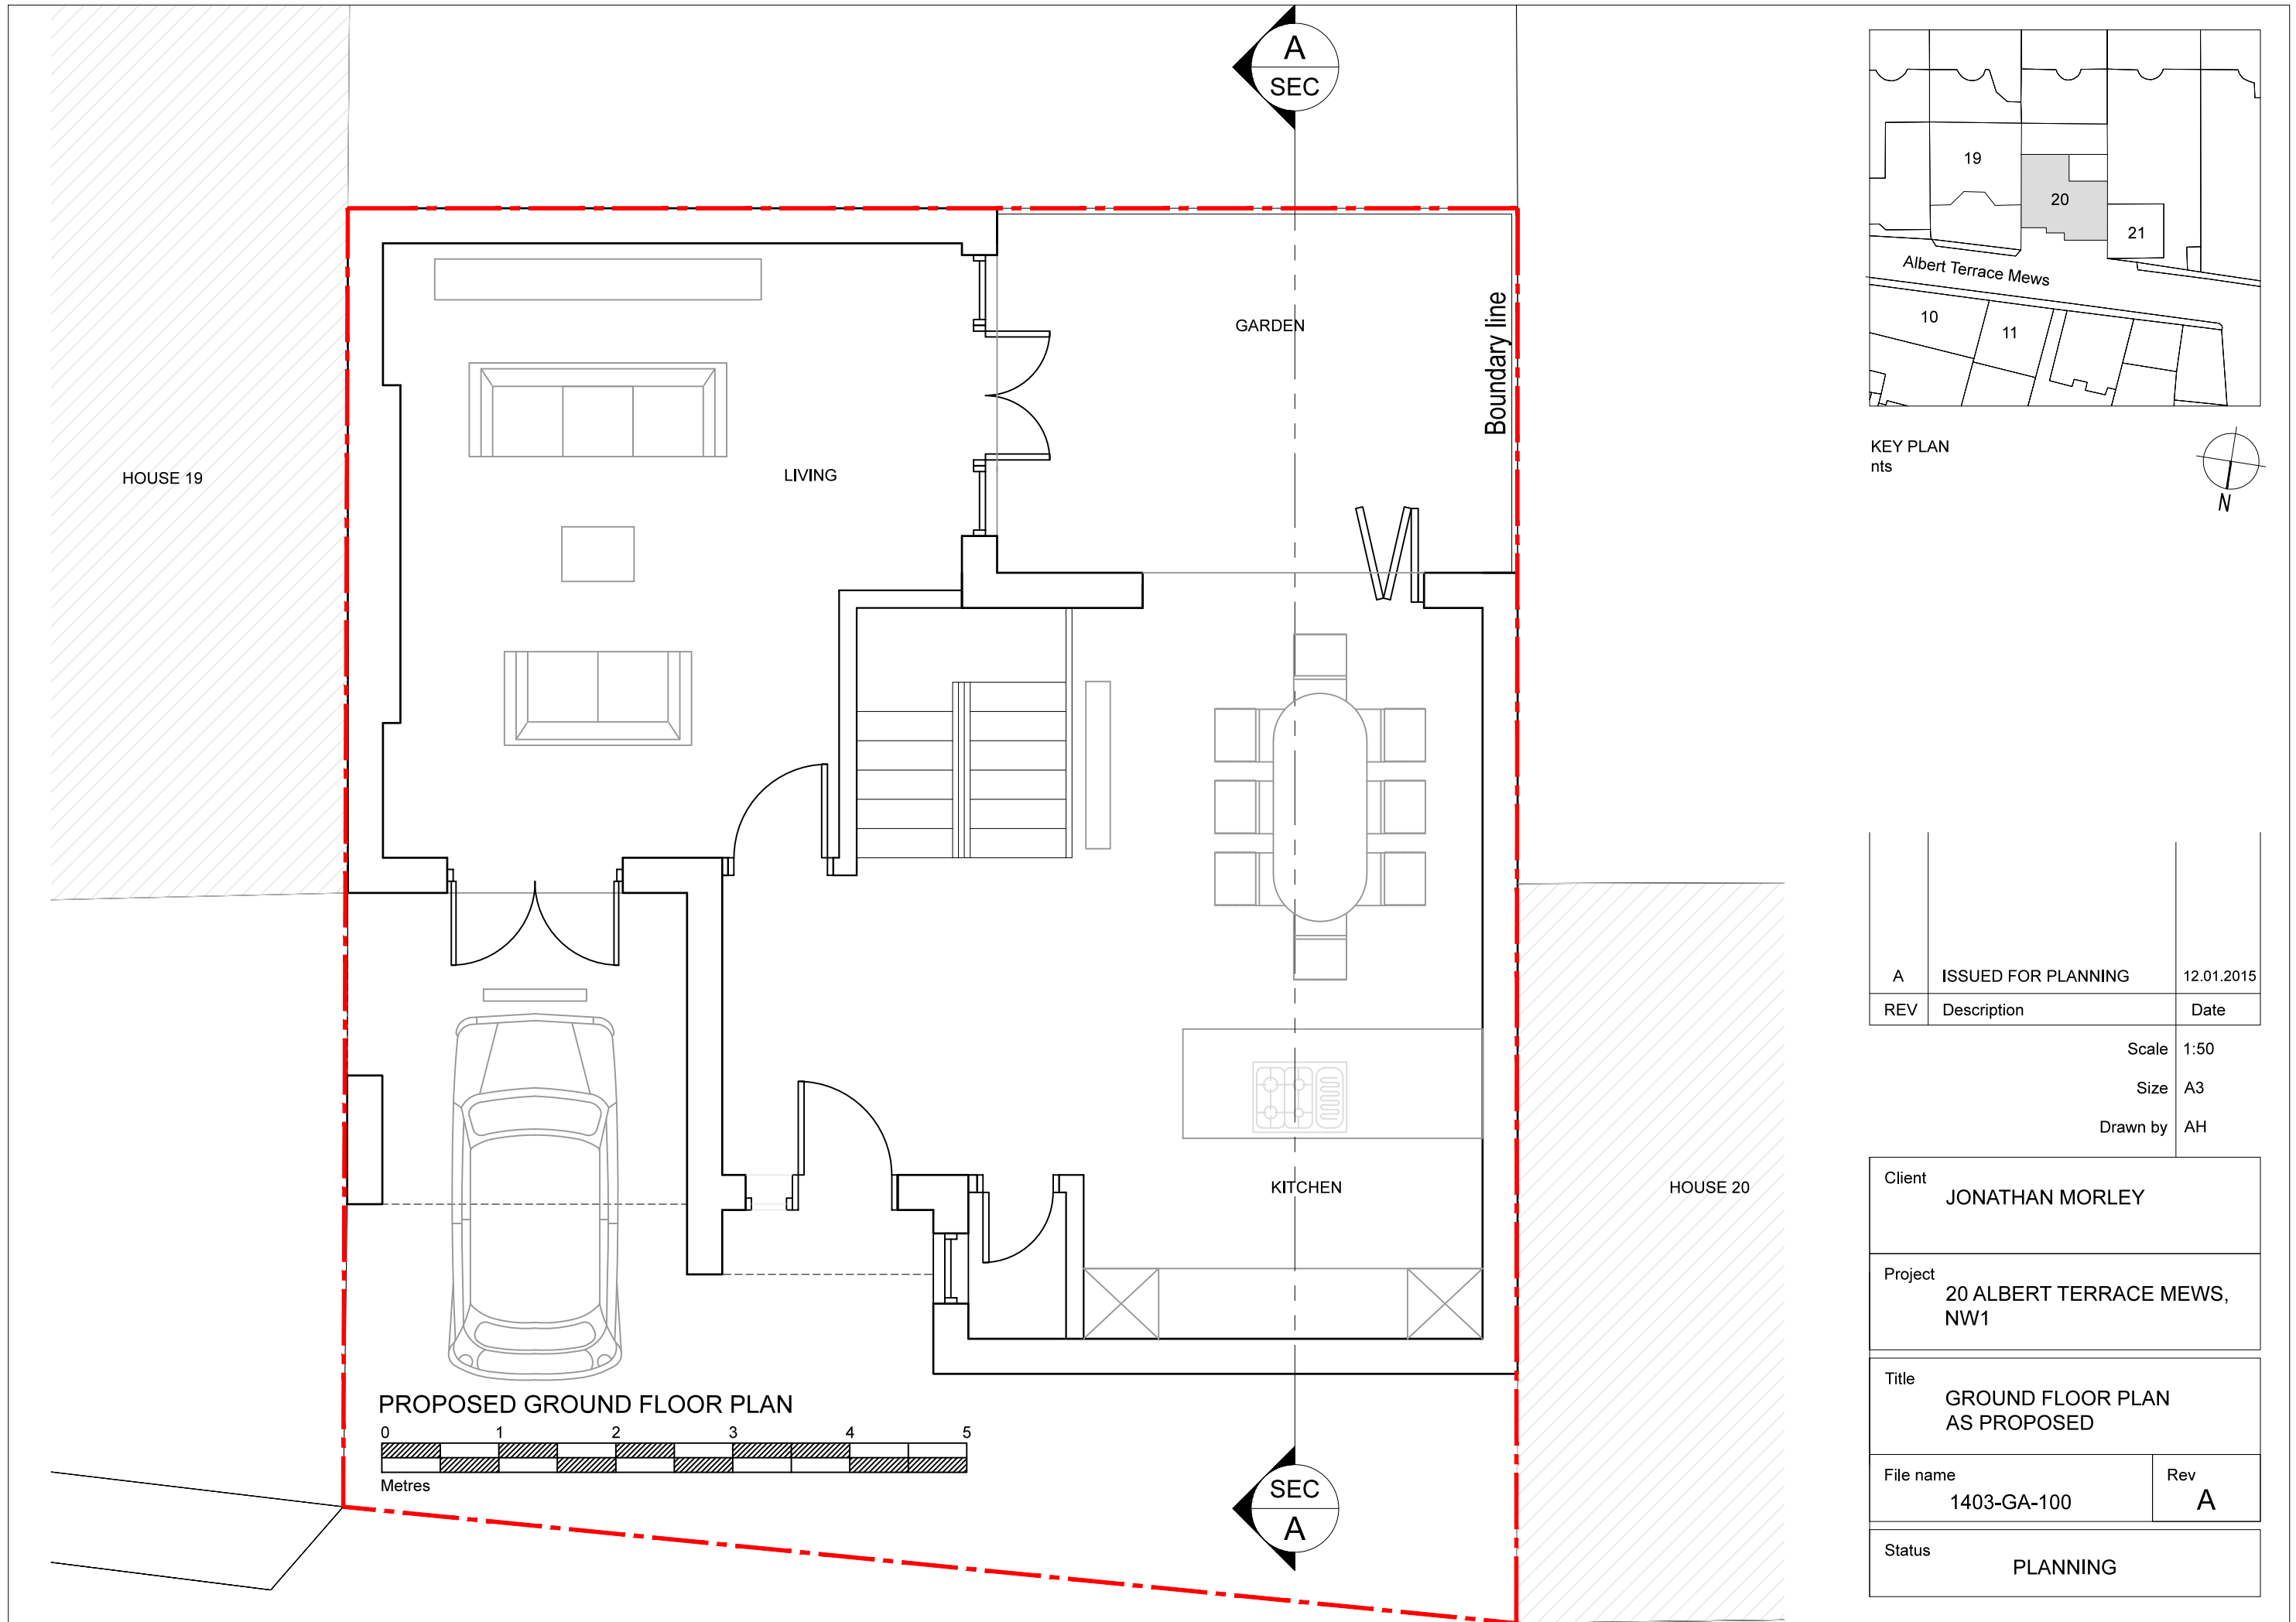 A
SEC
HOUSE 19
LIVING
GARDEN
Boundary line
KITCHEN
HOUSE 20
PROPOSED GROUND FLOOR PLAN
0 1 2 3 4 5
Metres
SEC
A
19
20
21
Albert Terrace Mews
10
11
KEY PLAN
nts
N
A ISSUED FOR PLANNING 12.01.2015
REV Description Date
Scale 1:50
Size A3
Drawn by AH
Client
JONATHAN MORLEY
Project
20 ALBERT TERRACE MEWS,
NW1
Title
GROUND FLOOR PLAN
AS PROPOSED
File name
1403-GA-100
Rev
A
Status
PLANNING